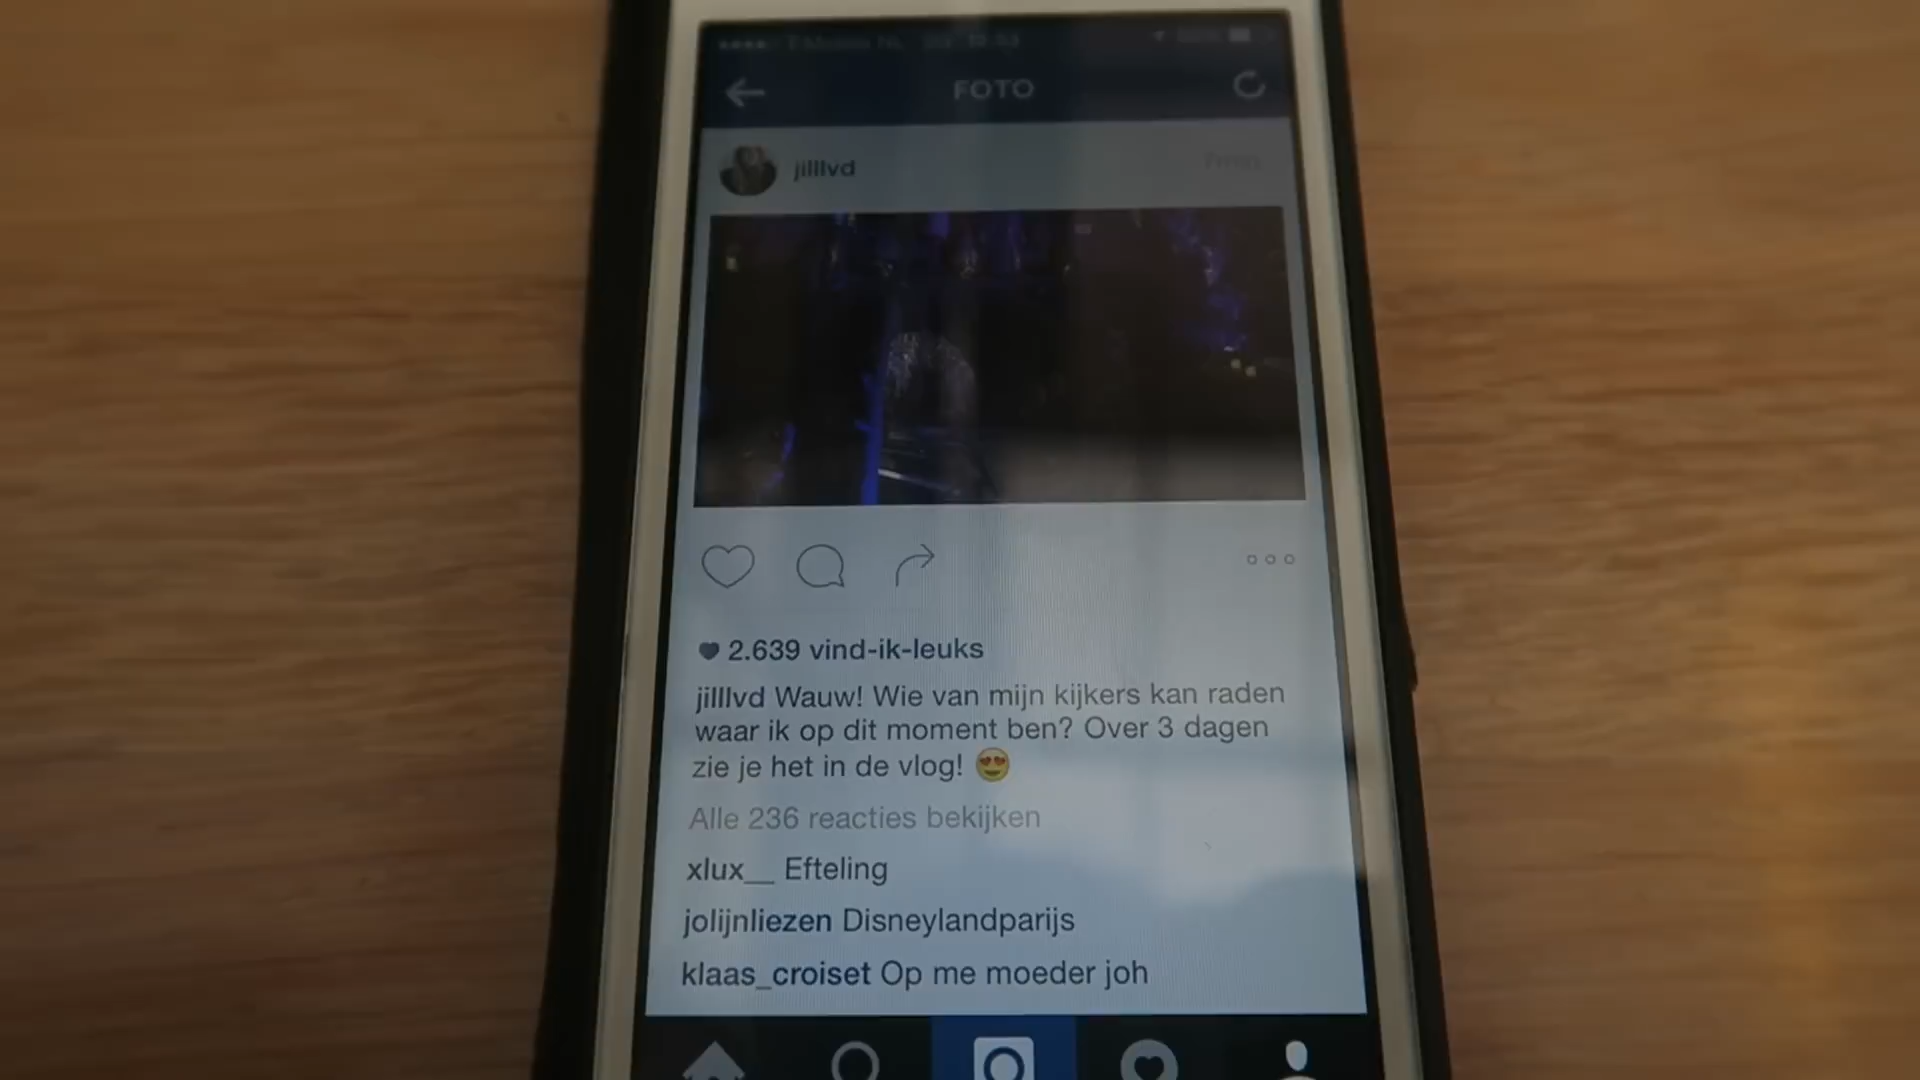 FOTO
jilllvd
2.639 vind-ik-leuks
jilllvd Wauw! Wie van mijn kijkers kan raden
waar ik op dit moment ben? Over 3 dagen
zie je het in de vlog! 😍
Alle 236 reacties bekijken
xlux__ Efteling
jolijnliezen Disneylandparijs
klaas_croiset Op me moeder joh